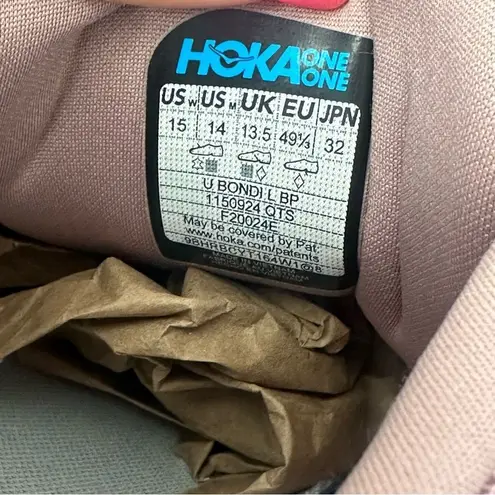 HOKA ONE ONE
US W US M UK EU JPN
15 14 13.5 49⅓ 32
U BONDI L BP
1150924 QTS
F20024E
May be covered by Pat.
www.hoka.com/patents